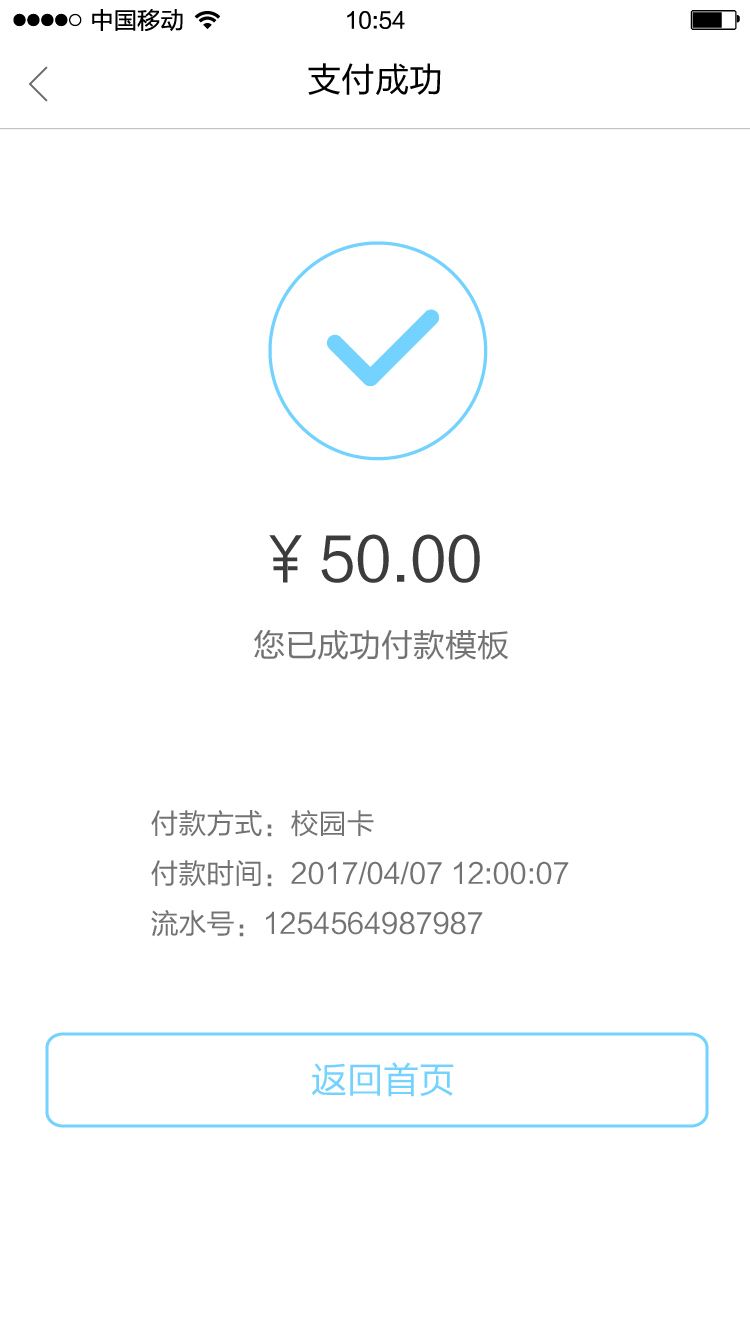 中国移动 10:54
支付成功
¥ 50.00
您已成功付款模板
付款方式：校园卡
付款时间：2017/04/07 12:00:07
流水号：1254564987987
返回首页